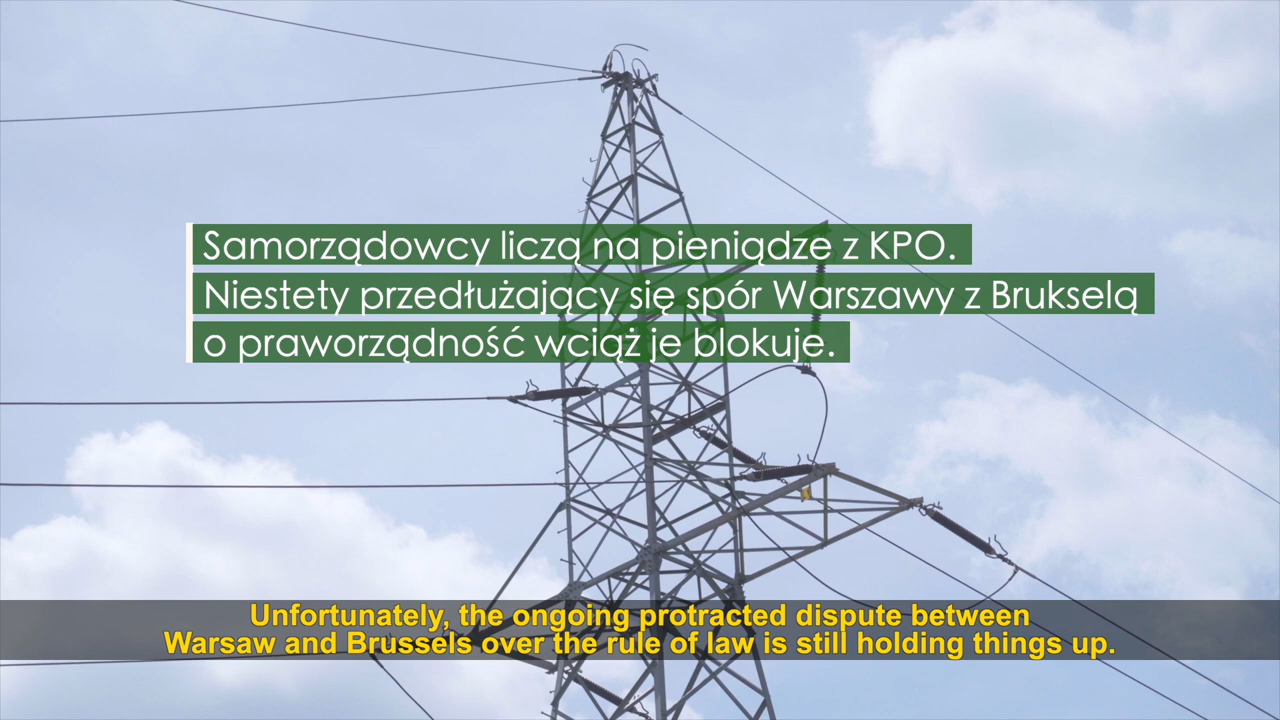 Samorządowcy liczą na pieniądze z KPO.
Niestety przedłużający się spór Warszawy z Brukselą
o praworządność wciąż je blokuje.
Unfortunately, the ongoing protracted dispute between
Warsaw and Brussels over the rule of law is still holding things up.